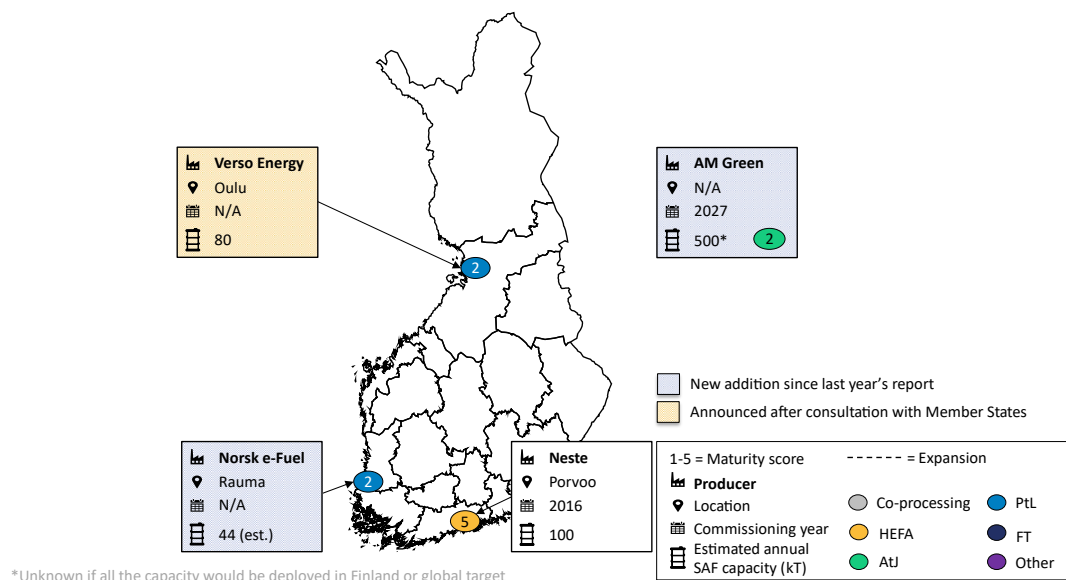 Verso Energy
Oulu
N/A
80
2
AM Green
N/A
2027
500*
2
New addition since last year's report
Announced after consultation with Member States
Norsk e-Fuel
Rauma
N/A
44 (est.)
2
Neste
Porvoo
2016
100
5
1-5 = Maturity score
= Expansion
Producer
Location
Commissioning year
Estimated annual
SAF capacity (kT)
Co-processing
HEFA
AtJ
PtL
FT
Other
*Unknown if all the capacity would be deployed in Finland or global target